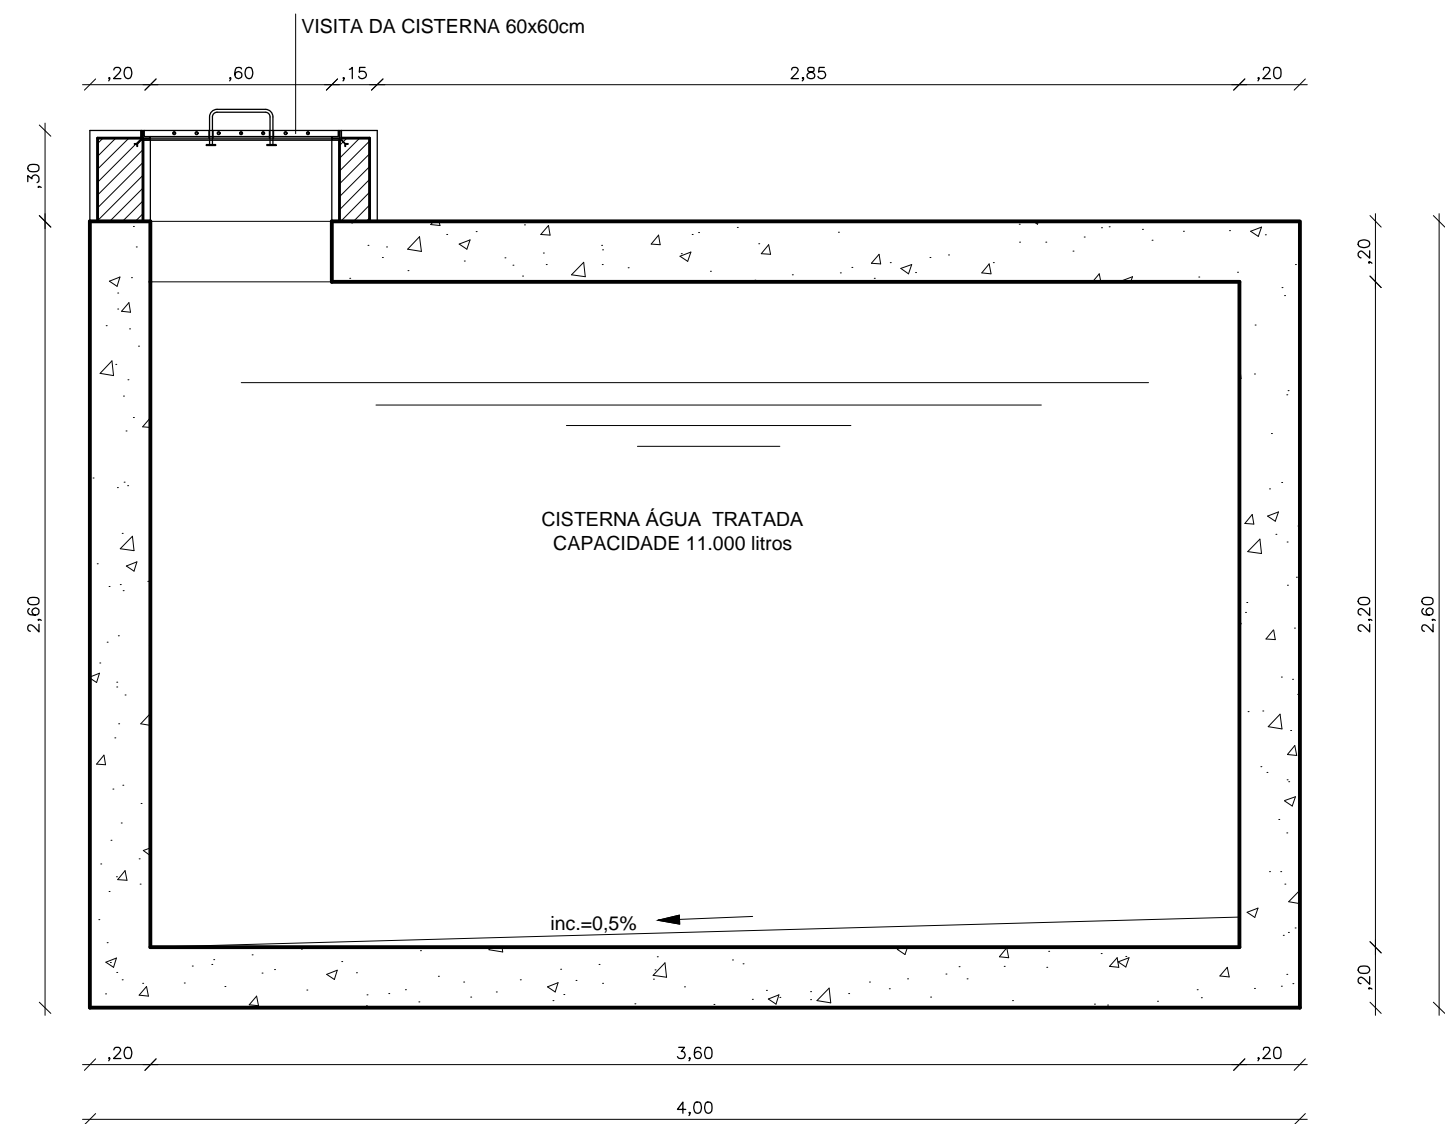 VISITA DA CISTERNA 60x60cm
,20 ,60 ,15 2,85 ,20
,30
,20
CISTERNA ÁGUA TRATADA
CAPACIDADE 11.000 litros
2,60 2,20 2,60
inc.=0,5%
,20
,20 3,60 ,20
4,00